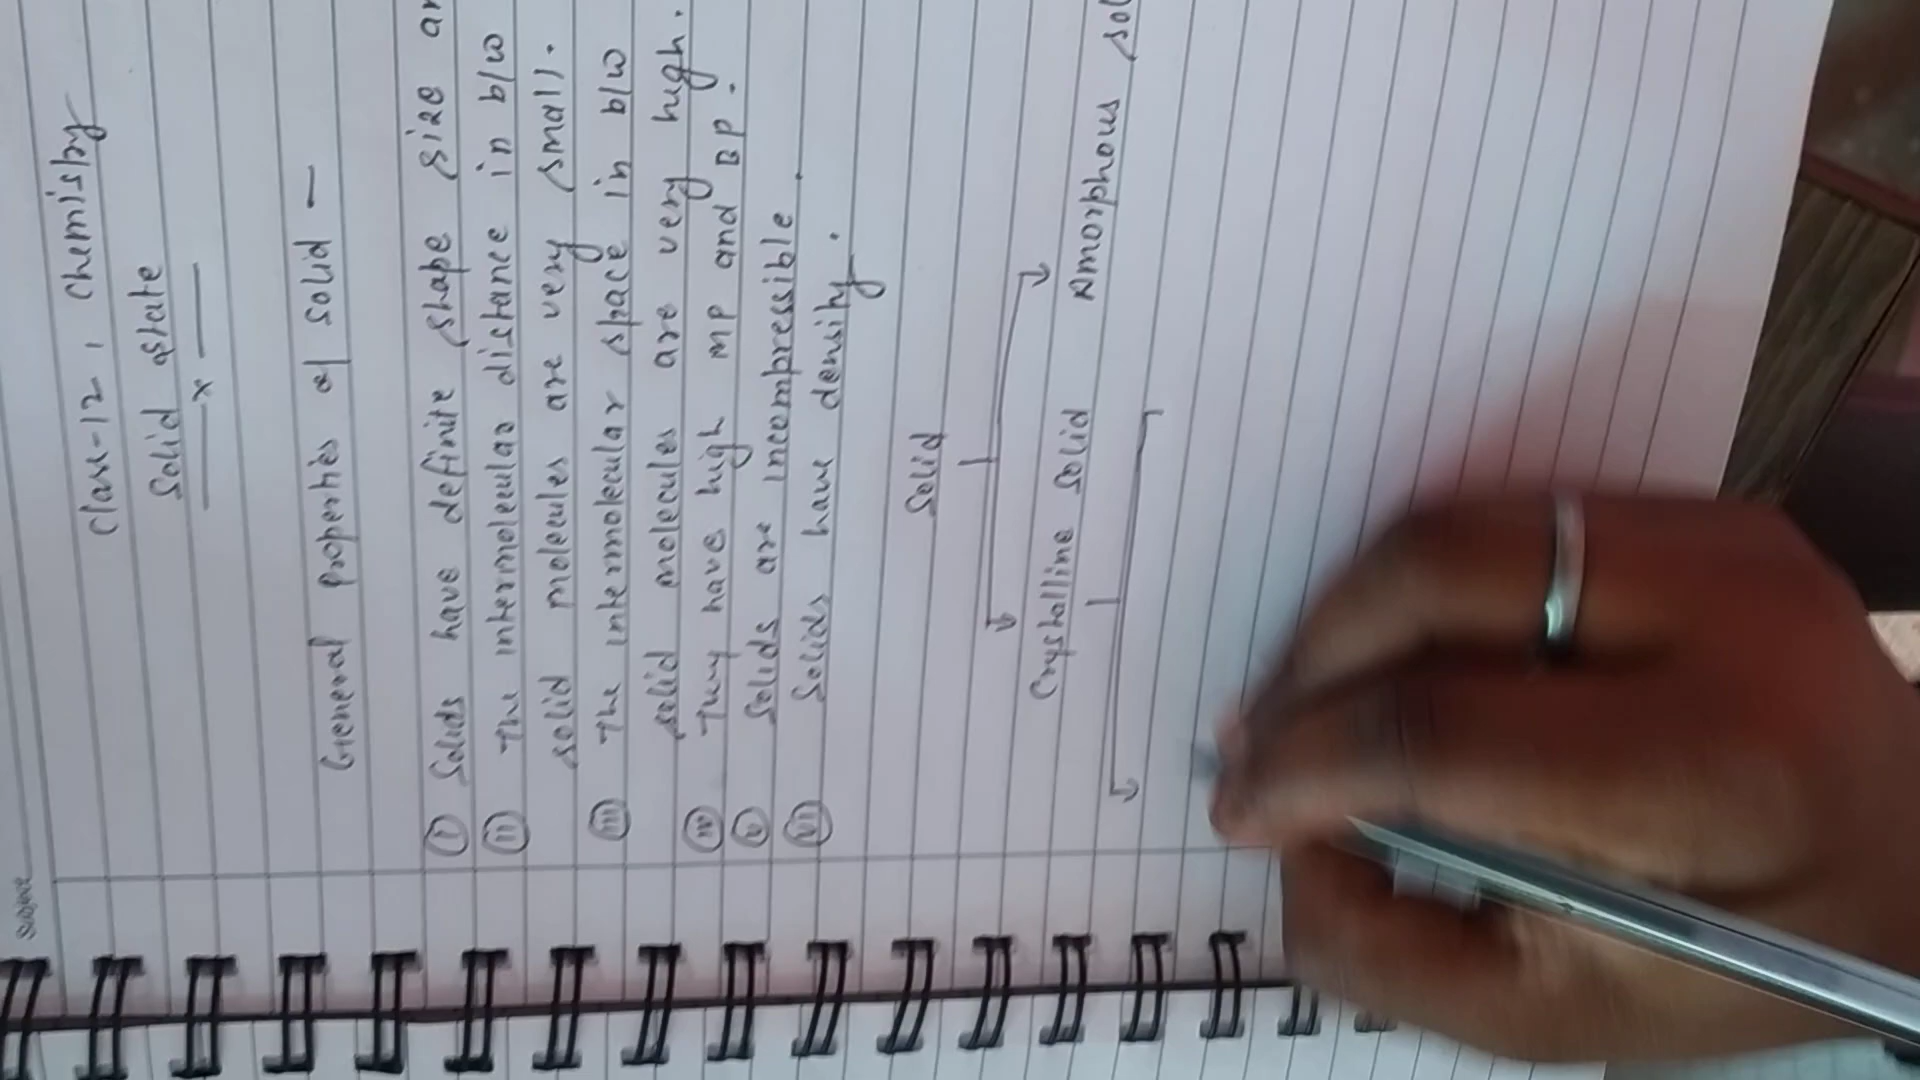 Class-12, Chemistry
Solid state
x
General properties of solid —
(i) Solids have definite shape size
(ii) The intermolecular distance in b/w
solid molecules are very small.
(iii) The intermolecular space in b/w
solid molecules are very high.
(iv) They have high MP and BP.
(v) Solids are Incompressible.
(vi) Solids have density.
Solid
Crystalline Solid Amorphous